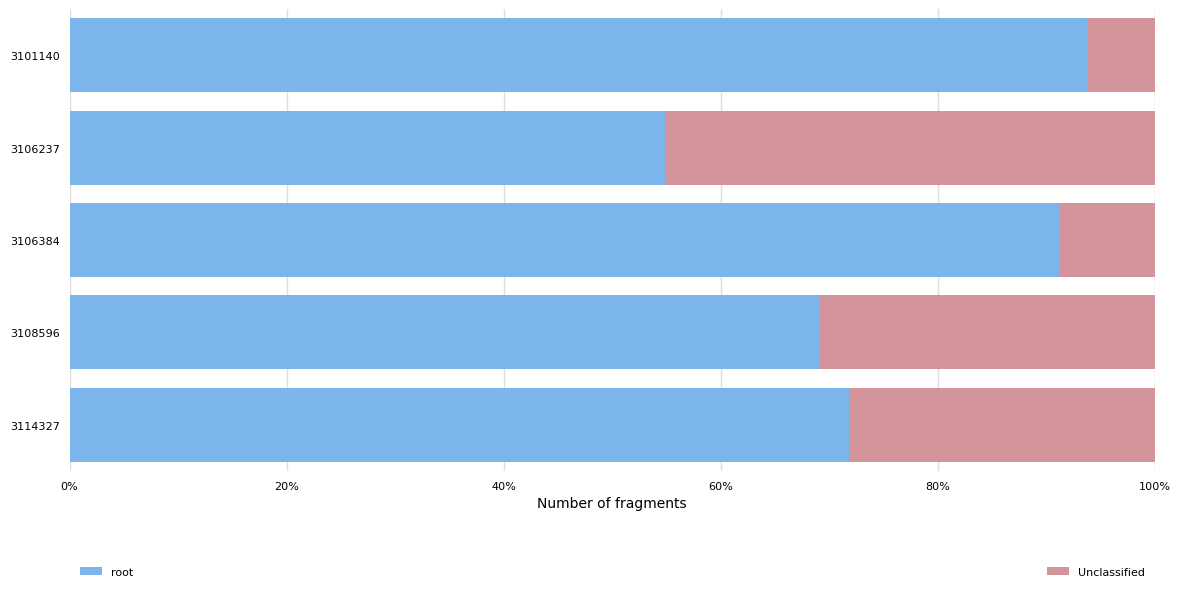 3101140
3106237
3106384
3108596
3114327
0% 20% 40% 60% 80% 100%
Number of fragments
root Unclassified